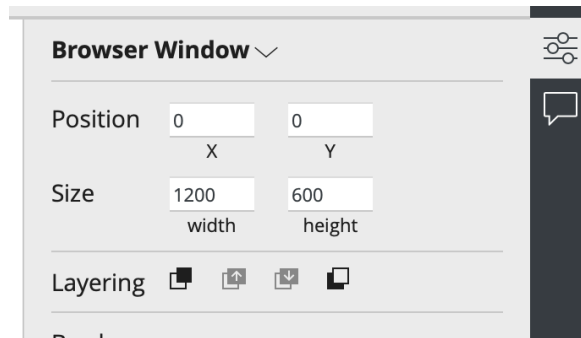 Browser Window
Position 0 0
X Y
Size 1200 600
width height
Layering